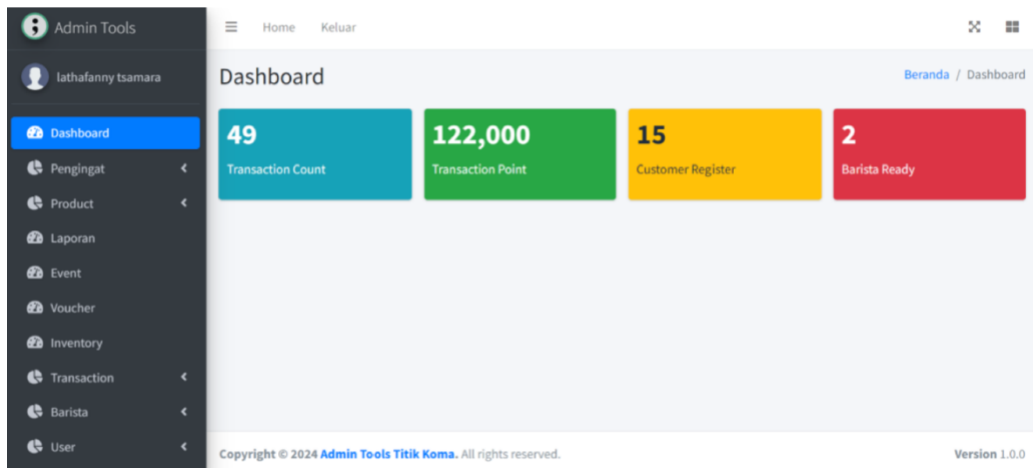 Admin Tools
Home Keluar
lathafanny tsamara
Dashboard
Beranda / Dashboard
Dashboard
Pengingat
Product
Laporan
Event
Voucher
Inventory
Transaction
Barista
User
49
Transaction Count
122,000
Transaction Point
15
Customer Register
2
Barista Ready
Copyright © 2024 Admin Tools Titik Koma. All rights reserved.
Version 1.0.0